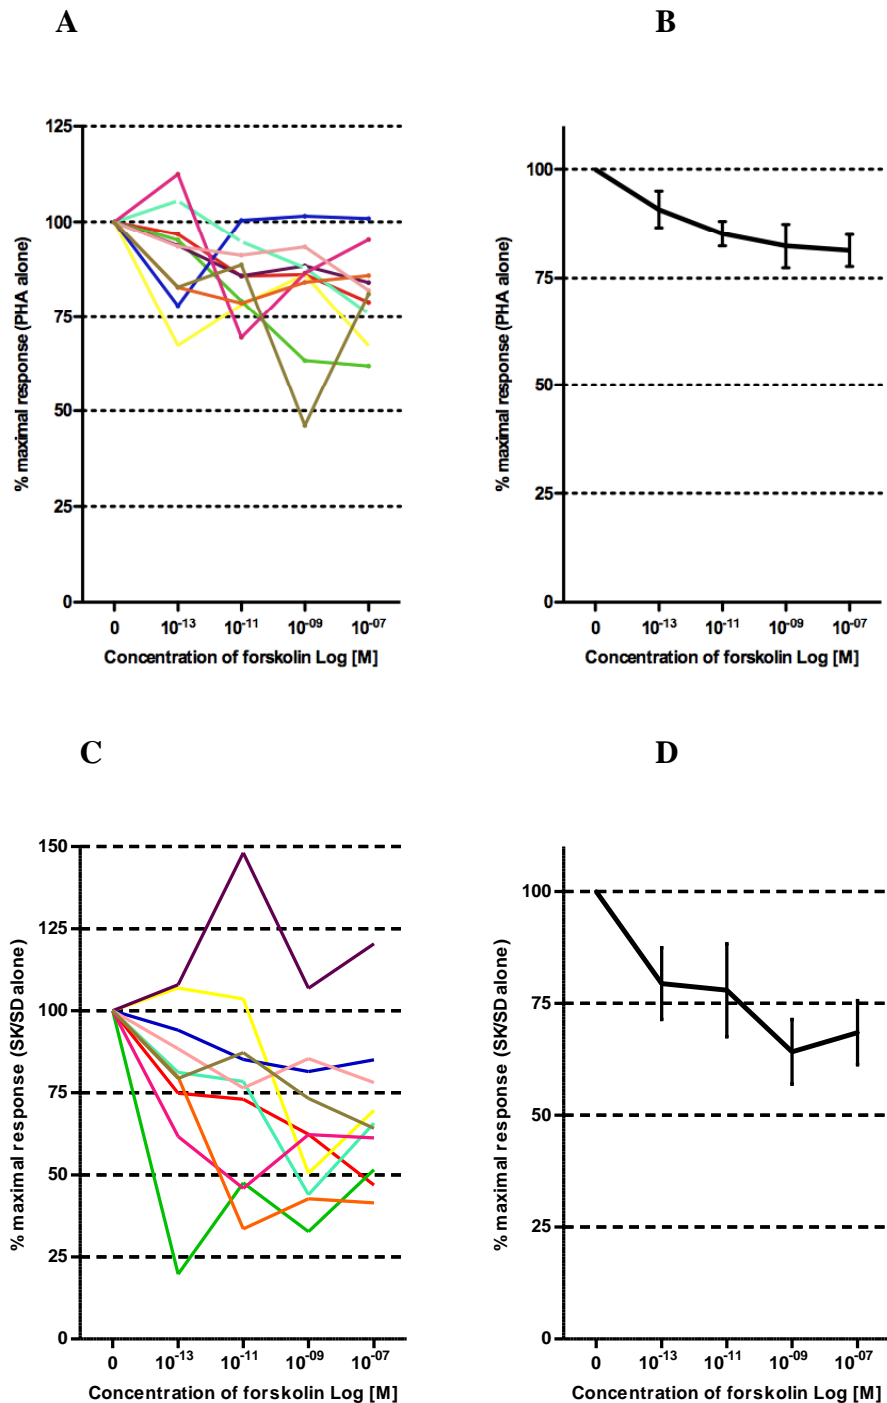 A
B
125
100
75
50
25
0
% maximal response (PHA alone)
0 10-13 10-11 10-09 10-07
Concentration of forskolin Log [M]
100
75
50
25
0
% maximal response (PHA alone)
0 10-13 10-11 10-09 10-07
Concentration of forskolin Log [M]
C
D
150
125
100
75
50
25
0
% maximal response (SK/SD alone)
0 10-13 10-11 10-09 10-07
Concentration of forskolin Log [M]
100
75
50
25
0
% maximal response (SK/SD alone)
0 10-13 10-11 10-09 10-07
Concentration of forskolin Log [M]